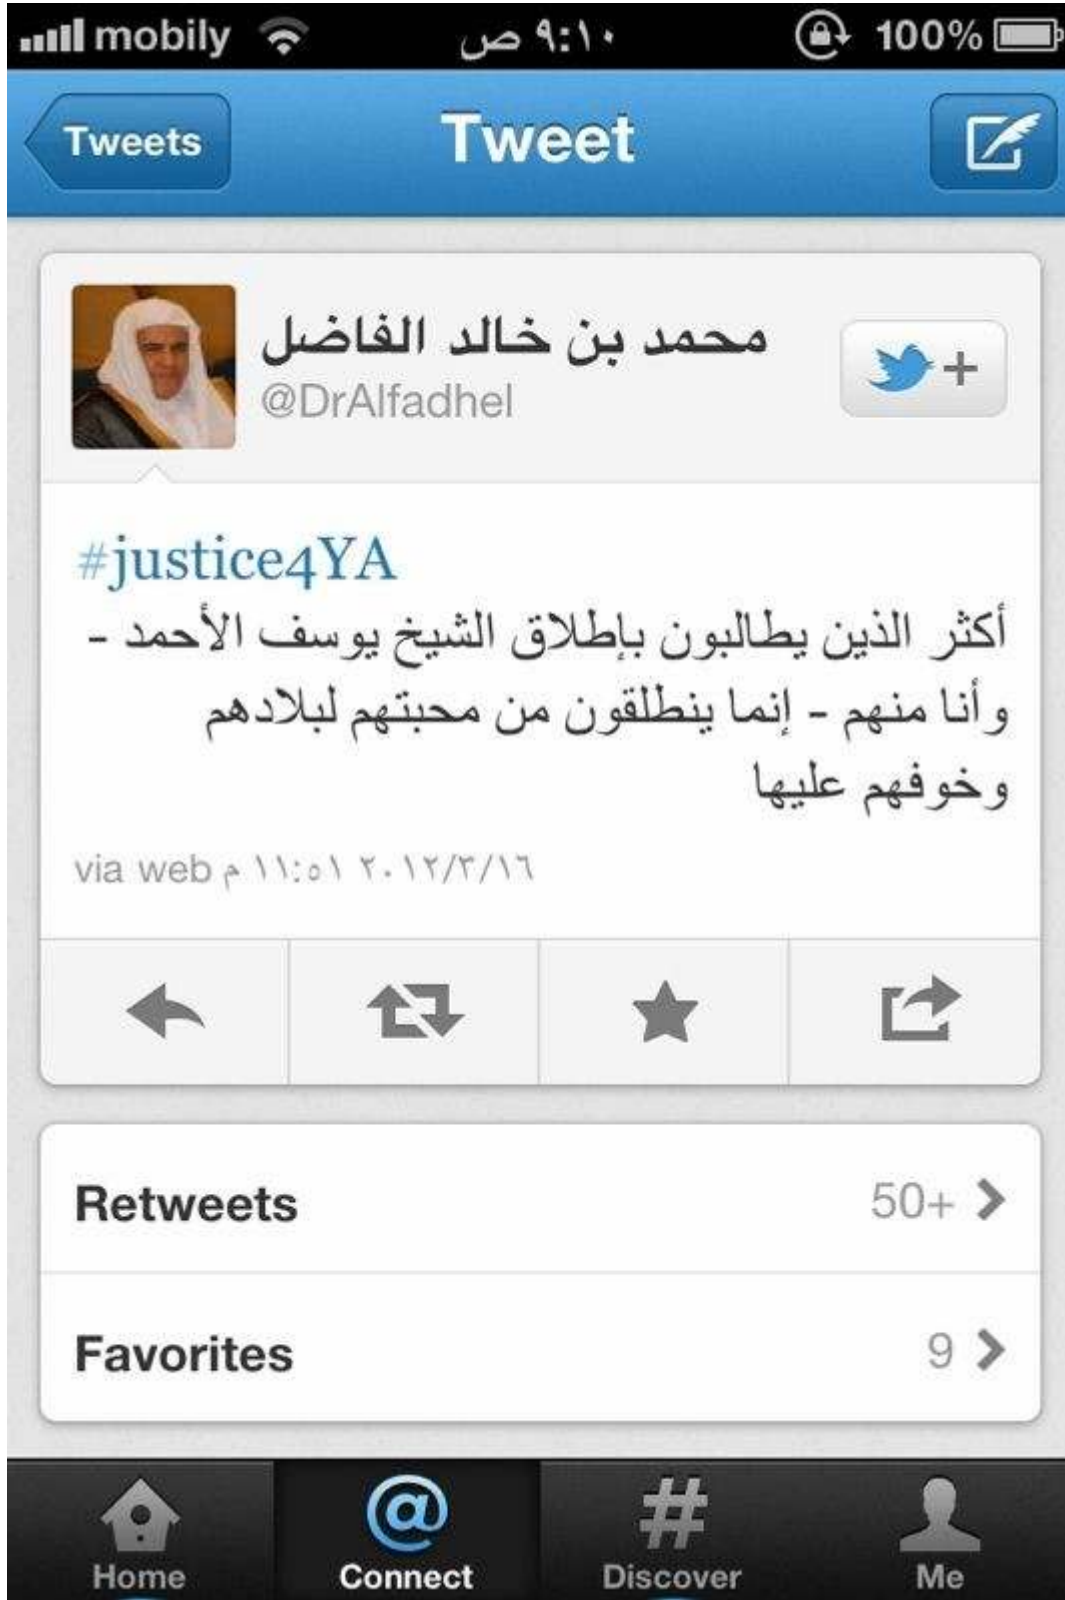 mobily ٩:١٠ ص 100%
Tweets Tweet
محمد بن خالد الفاضل
@DrAlfadhel
#justice4YA
أكثر الذين يطالبون بإطلاق الشيخ يوسف الأحمد -
وأنا منهم - إنما ينطلقون من محبتهم لبلادهم
وخوفهم عليها
٢٠١٢/٣/١٦ ١١:٥١ م via web
Retweets 50+
Favorites 9
Home Connect Discover Me